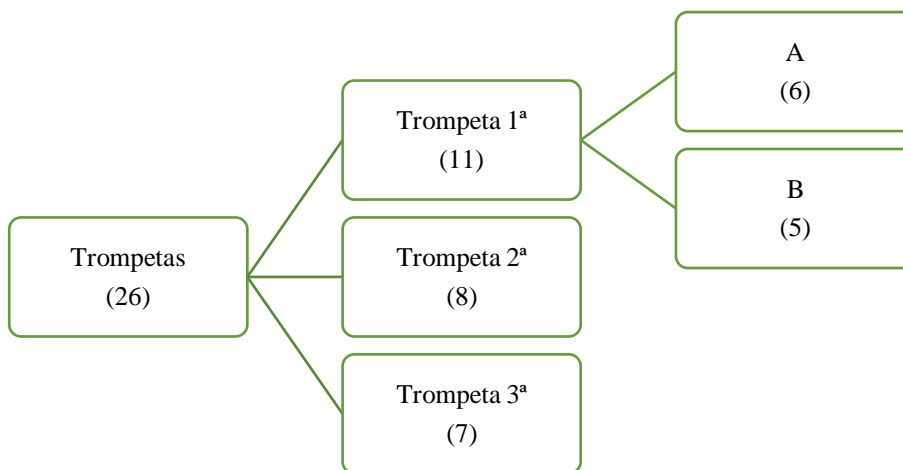 Trompetas
(26)
Trompeta 1ª
(11)
A
(6)
B
(5)
Trompeta 2ª
(8)
Trompeta 3ª
(7)